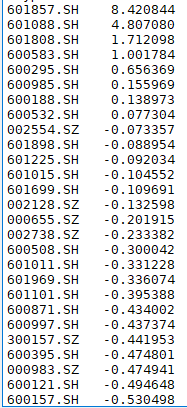 601857.SH 8.420844
601088.SH 4.807080
601808.SH 1.712098
600583.SH 1.001784
600295.SH 0.656369
600985.SH 0.155969
600188.SH 0.138973
600532.SH 0.077304
002554.SZ -0.073357
601898.SH -0.088954
601225.SH -0.092034
601015.SH -0.104552
601699.SH -0.109691
002128.SH -0.132598
000655.SZ -0.201915
002738.SZ -0.233382
600508.SH -0.300042
601011.SH -0.331228
601969.SH -0.336074
601101.SH -0.395388
600871.SH -0.434002
600997.SH -0.437374
300157.SZ -0.441953
600395.SH -0.474801
000983.SZ -0.474941
600121.SH -0.494648
600157.SH -0.530498